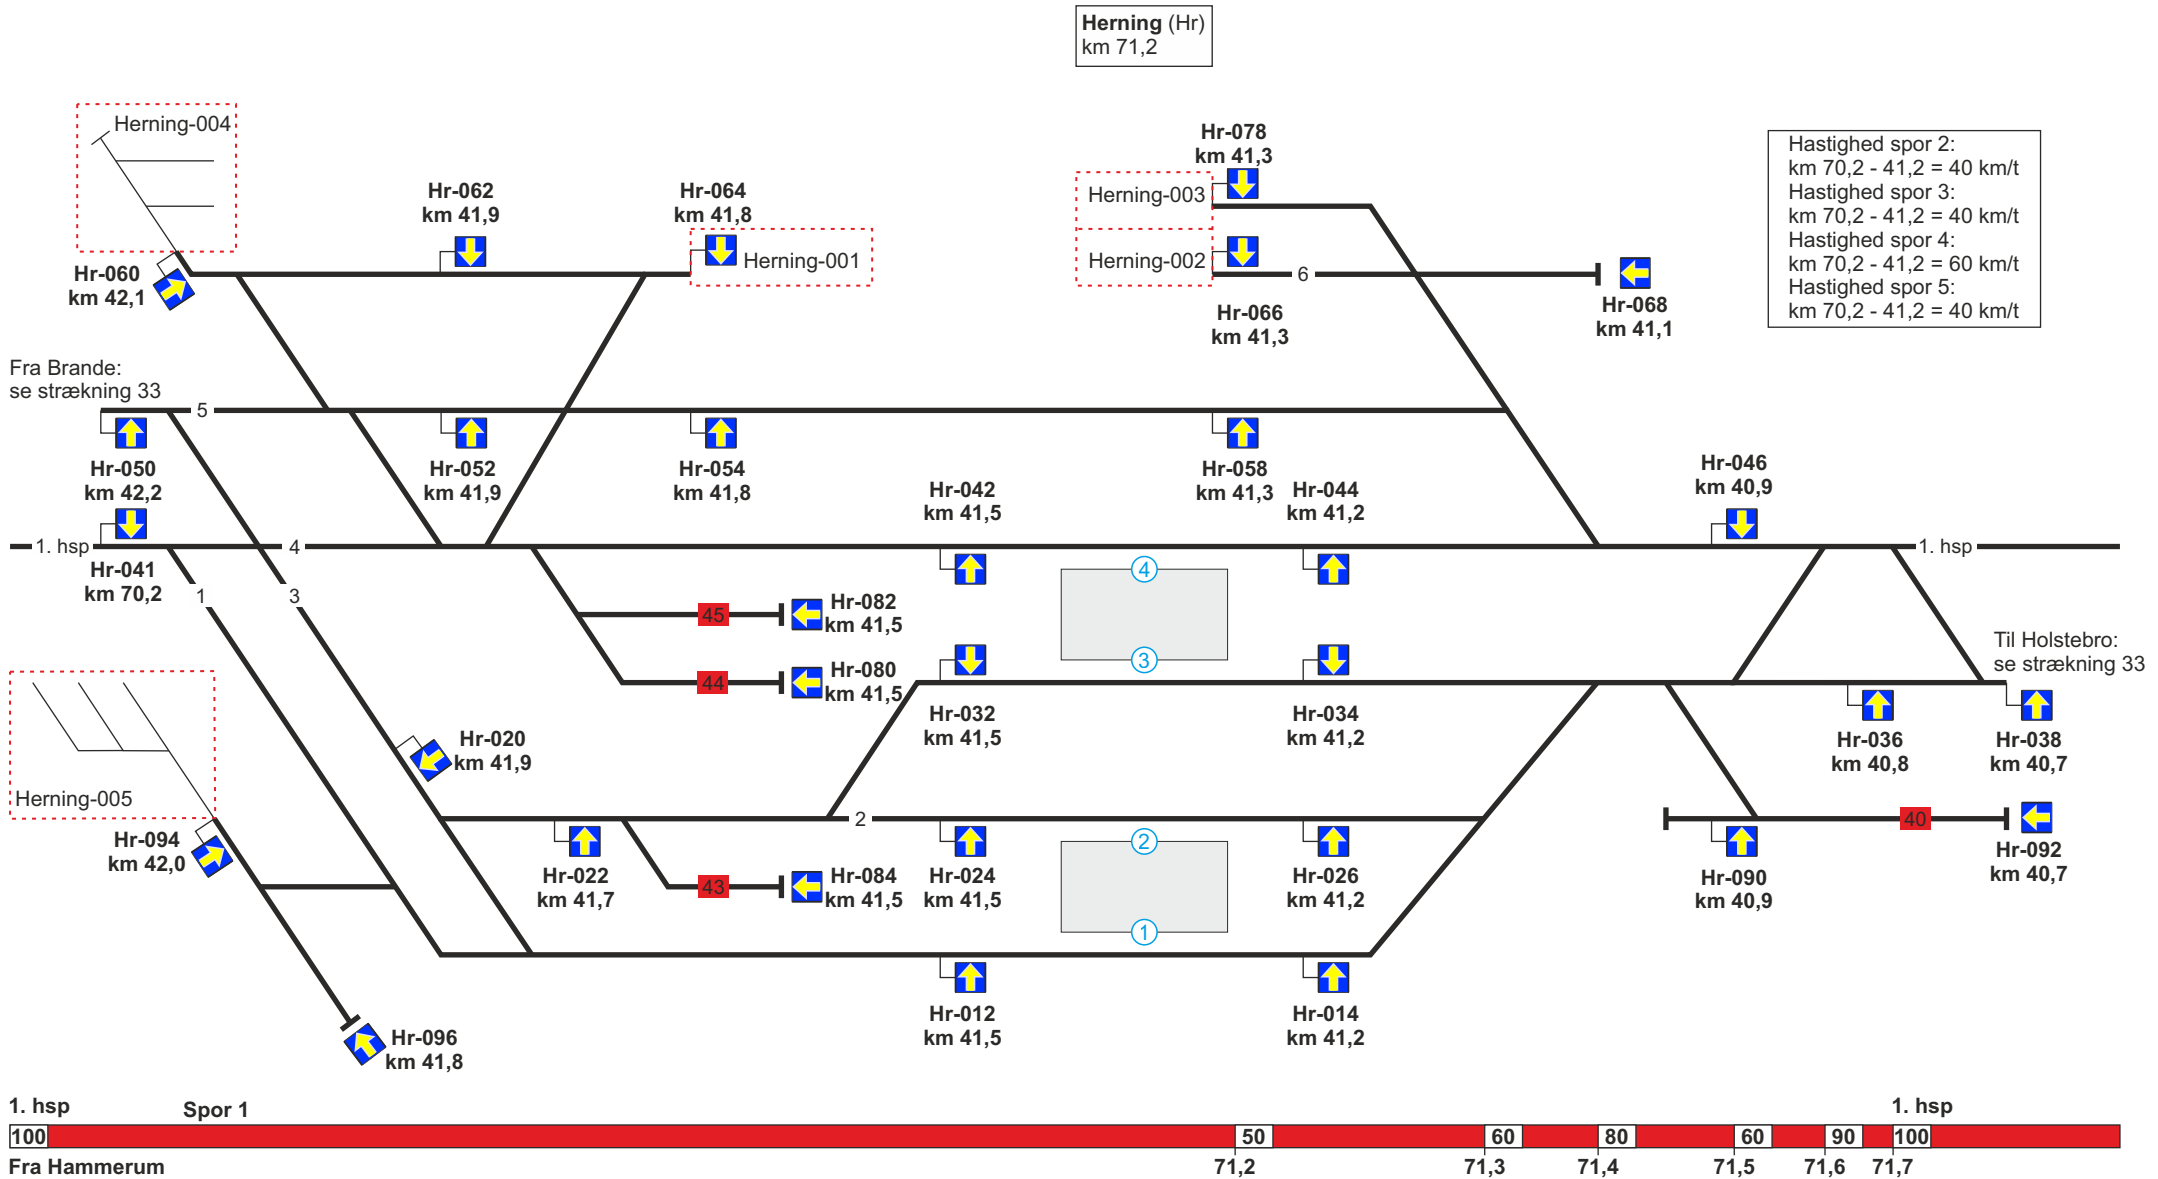 Herning (Hr)
km 71,2
Herning-004
Hr-062
km 41,9
Hr-064
km 41,8
Herning-001
Hr-060
km 42,1
Hr-078
km 41,3
Herning-003
Herning-002
6
Hr-066
km 41,3
Hr-068
km 41,1
Hastighed spor 2:
km 70,2 - 41,2 = 40 km/t
Hastighed spor 3:
km 70,2 - 41,2 = 40 km/t
Hastighed spor 4:
km 70,2 - 41,2 = 60 km/t
Hastighed spor 5:
km 70,2 - 41,2 = 40 km/t
Fra Brande:
se strækning 33
5
Hr-050
km 42,2
Hr-052
km 41,9
Hr-054
km 41,8
Hr-058
km 41,3
Hr-042
km 41,5
Hr-044
km 41,2
Hr-046
km 40,9
1. hsp
4
1. hsp
Hr-041
km 70,2
1
3
4
3
45
Hr-082
km 41,5
44
Hr-080
km 41,5
Hr-032
km 41,5
Hr-034
km 41,2
Til Holstebro:
se strækning 33
Hr-036
km 40,8
Hr-038
km 40,7
Hr-020
km 41,9
Herning-005
Hr-094
km 42,0
2
2
1
40
Hr-022
km 41,7
43
Hr-084
km 41,5
Hr-024
km 41,5
Hr-026
km 41,2
Hr-090
km 40,9
Hr-092
km 40,7
Hr-096
km 41,8
Hr-012
km 41,5
Hr-014
km 41,2
1. hsp
Spor 1
1. hsp
100
50
60
80
60
90
100
Fra Hammerum
71,2
71,3
71,4
71,5
71,6
71,7